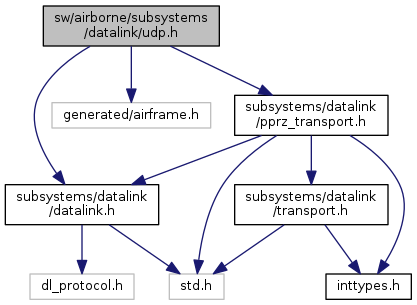 sw/airborne/subsystems
/datalink/udp.h
generated/airframe.h
subsystems/datalink
/pprz_transport.h
subsystems/datalink
/datalink.h
subsystems/datalink
/transport.h
dl_protocol.h
std.h
inttypes.h